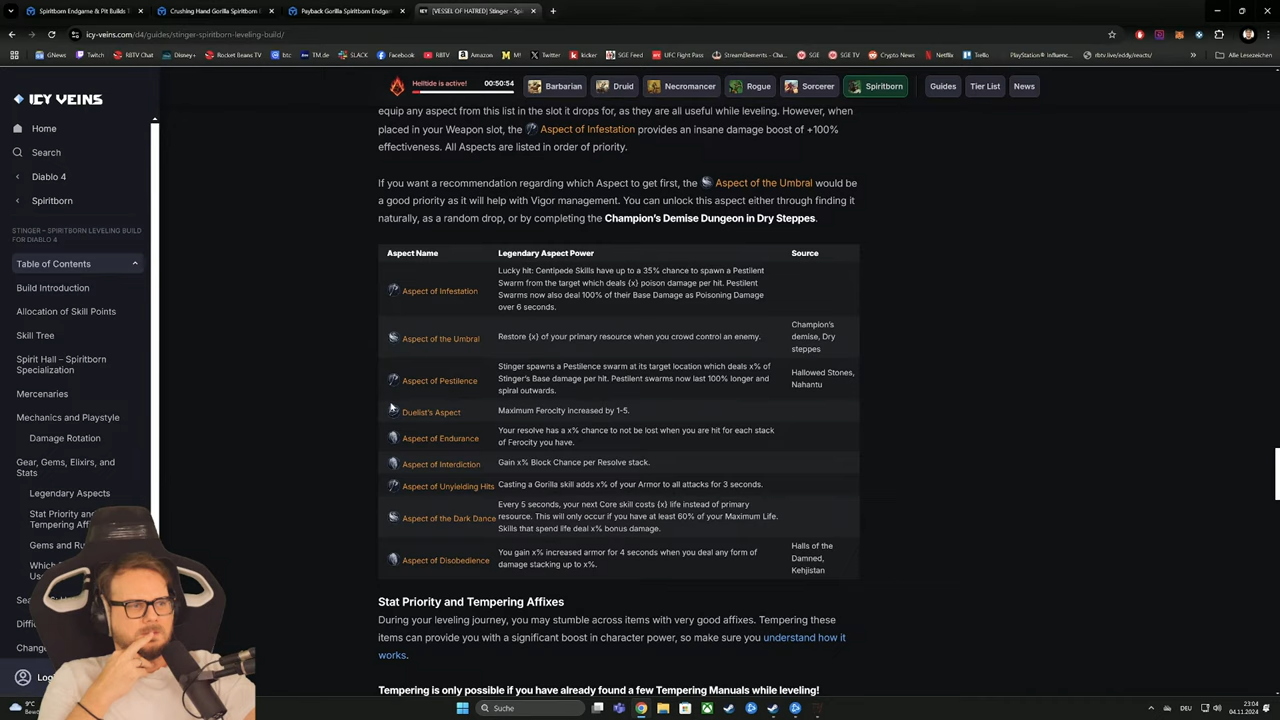 Spiritborn Endgame & Pit Builds T
Crushing Hand Gorilla Spiritborn
Payback Gorilla Spiritborn Endgam
[VESSEL OF HATRED] Stinger - Sp
icy-veins.com/d4/guides/stinger-spiritborn-leveling-build/
GNews
Twitch
Discord
Rocket Beans TV
TM.de
SLACK
Facebook
RBTV
Amazon
M...
Twitter
kicker
SGE Feed
UFC Fight Pass
StreamElements - Cha...
SGE
SGE TV
Crypto News
Netflix
Trello
PlayStation® Influenc...
rbtv.live/eddy/reacts/
Alle Lesezeichen
ICY VEINS
Helltide is active!
00:50:54
Barbarian
Druid
Necromancer
Rogue
Sorcerer
Spiritborn
Guides
Tier List
News
Home
Search
Diablo 4
Spiritborn
STINGER – SPIRITBORN LEVELING BUILD
FOR DIABLO 4
Table of Contents
Build Introduction
Allocation of Skill Points
Skill Tree
Spirit Hall – Spiritborn
Specialization
Mercenaries
Mechanics and Playstyle
Damage Rotation
Gear, Gems, Elixirs, and
Stats
Legendary Aspects
Stat Priority and
Tempering Aff
Gems and Ru
Which
Us
Sea
Diffic
Chan
Lo
equip any aspect from this list in the slot it drops for, as they are all useful while leveling. However, when
placed in your Weapon slot, the Aspect of Infestation provides an insane damage boost of +100%
effectiveness. All Aspects are listed in order of priority.
If you want a recommendation regarding which Aspect to get first, the Aspect of the Umbral would be
a good priority as it will help with Vigor management. You can unlock this aspect either through finding it
naturally, as a random drop, or by completing the Champion's Demise Dungeon in Dry Steppes.
Aspect Name
Legendary Aspect Power
Source
Aspect of Infestation
Lucky hit: Centipede Skills have up to a 35% chance to spawn a Pestilent
Swarm from the target which deals {x} poison damage per hit. Pestilent
Swarms now also deal 100% of their Base Damage as Poisoning Damage
over 6 seconds.
Aspect of the Umbral
Restore {x} of your primary resource when you crowd control an enemy.
Champion's
demise, Dry
steppes
Aspect of Pestilence
Stinger spawns a Pestilence swarm at its target location which deals x% of
Stinger's Base damage per hit. Pestilent swarms now last 100% longer and
spiral outwards.
Hallowed Stones,
Nahantu
Duelist's Aspect
Maximum Ferocity increased by 1-5.
Aspect of Endurance
Your resolve has a x% chance to not be lost when you are hit for each stack
of Ferocity you have.
Aspect of Interdiction
Gain x% Block Chance per Resolve stack.
Aspect of Unyielding Hits
Casting a Gorilla skill adds x% of your Armor to all attacks for 3 seconds.
Aspect of the Dark Dance
Every 5 seconds, your next Core skill costs {x} life instead of primary
resource. This will only occur if you have at least 60% of your Maximum Life.
Skills that spend life deal x% bonus damage.
Aspect of Disobedience
You gain x% increased armor for 4 seconds when you deal any form of
damage stacking up to x%.
Halls of the
Damned,
Kehjistan
Stat Priority and Tempering Affixes
During your leveling journey, you may stumble across items with very good affixes. Tempering these
items can provide you with a significant boost in character power, so make sure you understand how it
works.
Tempering is only possible if you have already found a few Tempering Manuals while leveling!
9°C
Suche
DEU
23:04
04.11.2024